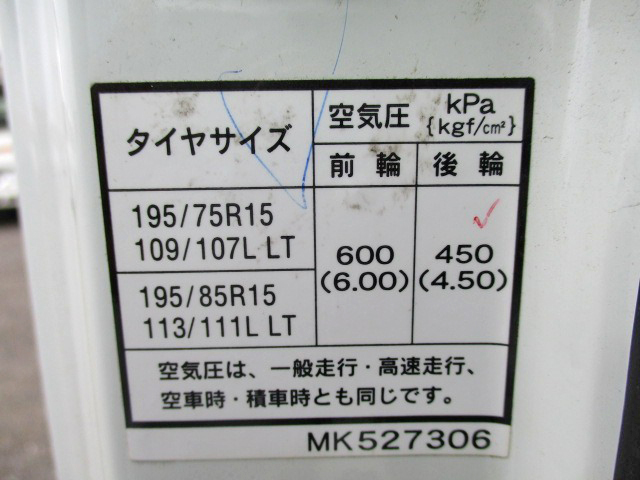 タイヤサイズ
空気圧 kPa
{kgf/cm²}
前輪 後輪
195/75R15
109/107L LT
600 450
(6.00) (4.50)
195/85R15
113/111L LT
空気圧は、一般走行・高速走行、
空車時・積車時とも同じです。
MK527306